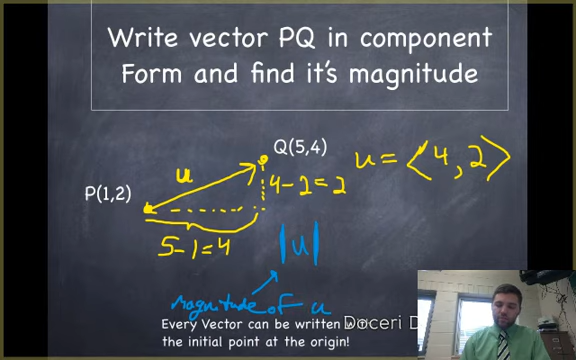 Write vector PQ in component
Form and find it's magnitude
Q(5,4)
u = <4, 2>
u
4-2=2
P(1,2)
5-1=4
|u|
Magnitude of u
Every Vector can be written w
Doceri D
the initial point at the origin!